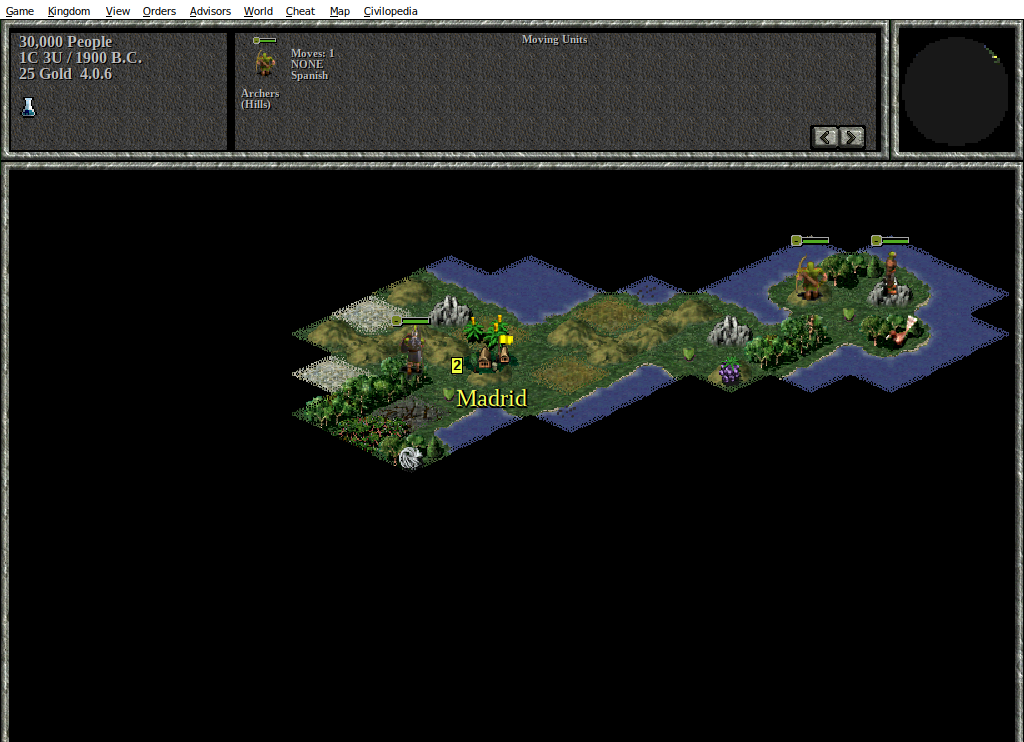 Game Kingdom View Orders Advisors World Cheat Map Civilopedia
30,000 People
1C 3U / 1900 B.C.
25 Gold 4.0.6
Moving Units
Moves: 1
NONE
Spanish
Archers
(Hills)
2
Madrid